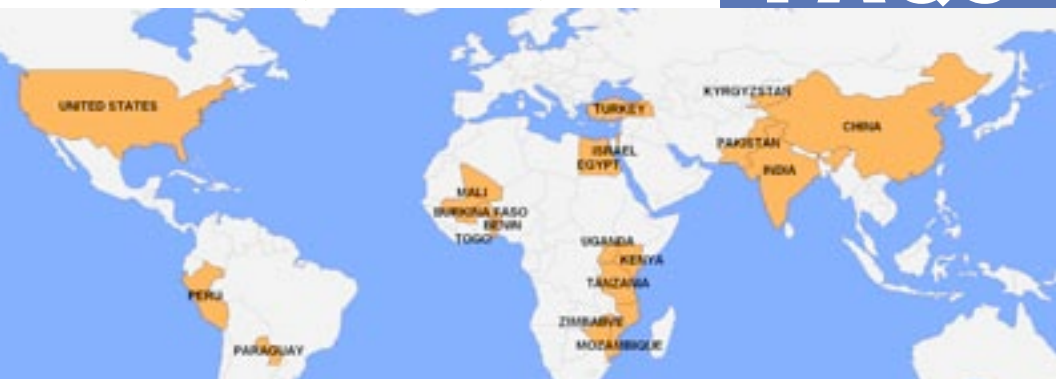 UNITED STATES
KYRGYZSTAN
TURKEY
CHINA
PAKISTAN
ISRAEL
EGYPT
INDIA
MALI
BURKINA FASO
BENIN
TOGO
UGANDA
KENYA
TANZANIA
PERU
ZIMBABVE
MOZAMBIQUE
PARAGUAY